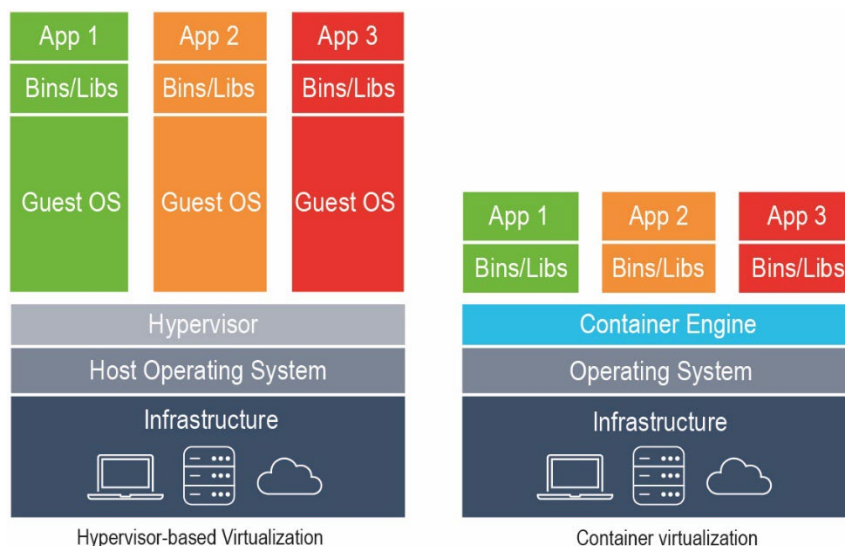 App 1
App 2
App 3
Bins/Libs
Bins/Libs
Bins/Libs
Guest OS
Guest OS
Guest OS
Hypervisor
Host Operating System
Infrastructure
Hypervisor-based Virtualization
App 1
App 2
App 3
Bins/Libs
Bins/Libs
Bins/Libs
Container Engine
Operating System
Infrastructure
Container virtualization